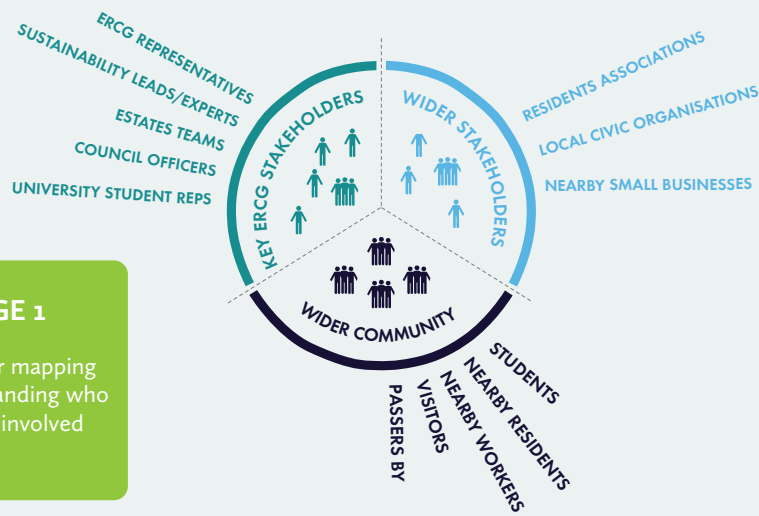 ERCG REPRESENTATIVES
SUSTAINABILITY LEADS/EXPERTS
ESTATES TEAMS
COUNCIL OFFICERS
UNIVERSITY STUDENT REPS
KEY ERCG STAKEHOLDERS
WIDER STAKEHOLDERS
RESIDENTS ASSOCIATIONS
LOCAL CIVIC ORGANISATIONS
NEARBY SMALL BUSINESSES
WIDER COMMUNITY
STUDENTS
NEARBY RESIDENTS
NEARBY WORKERS
VISITORS
PASSERS BY
1
mapping
who
involved